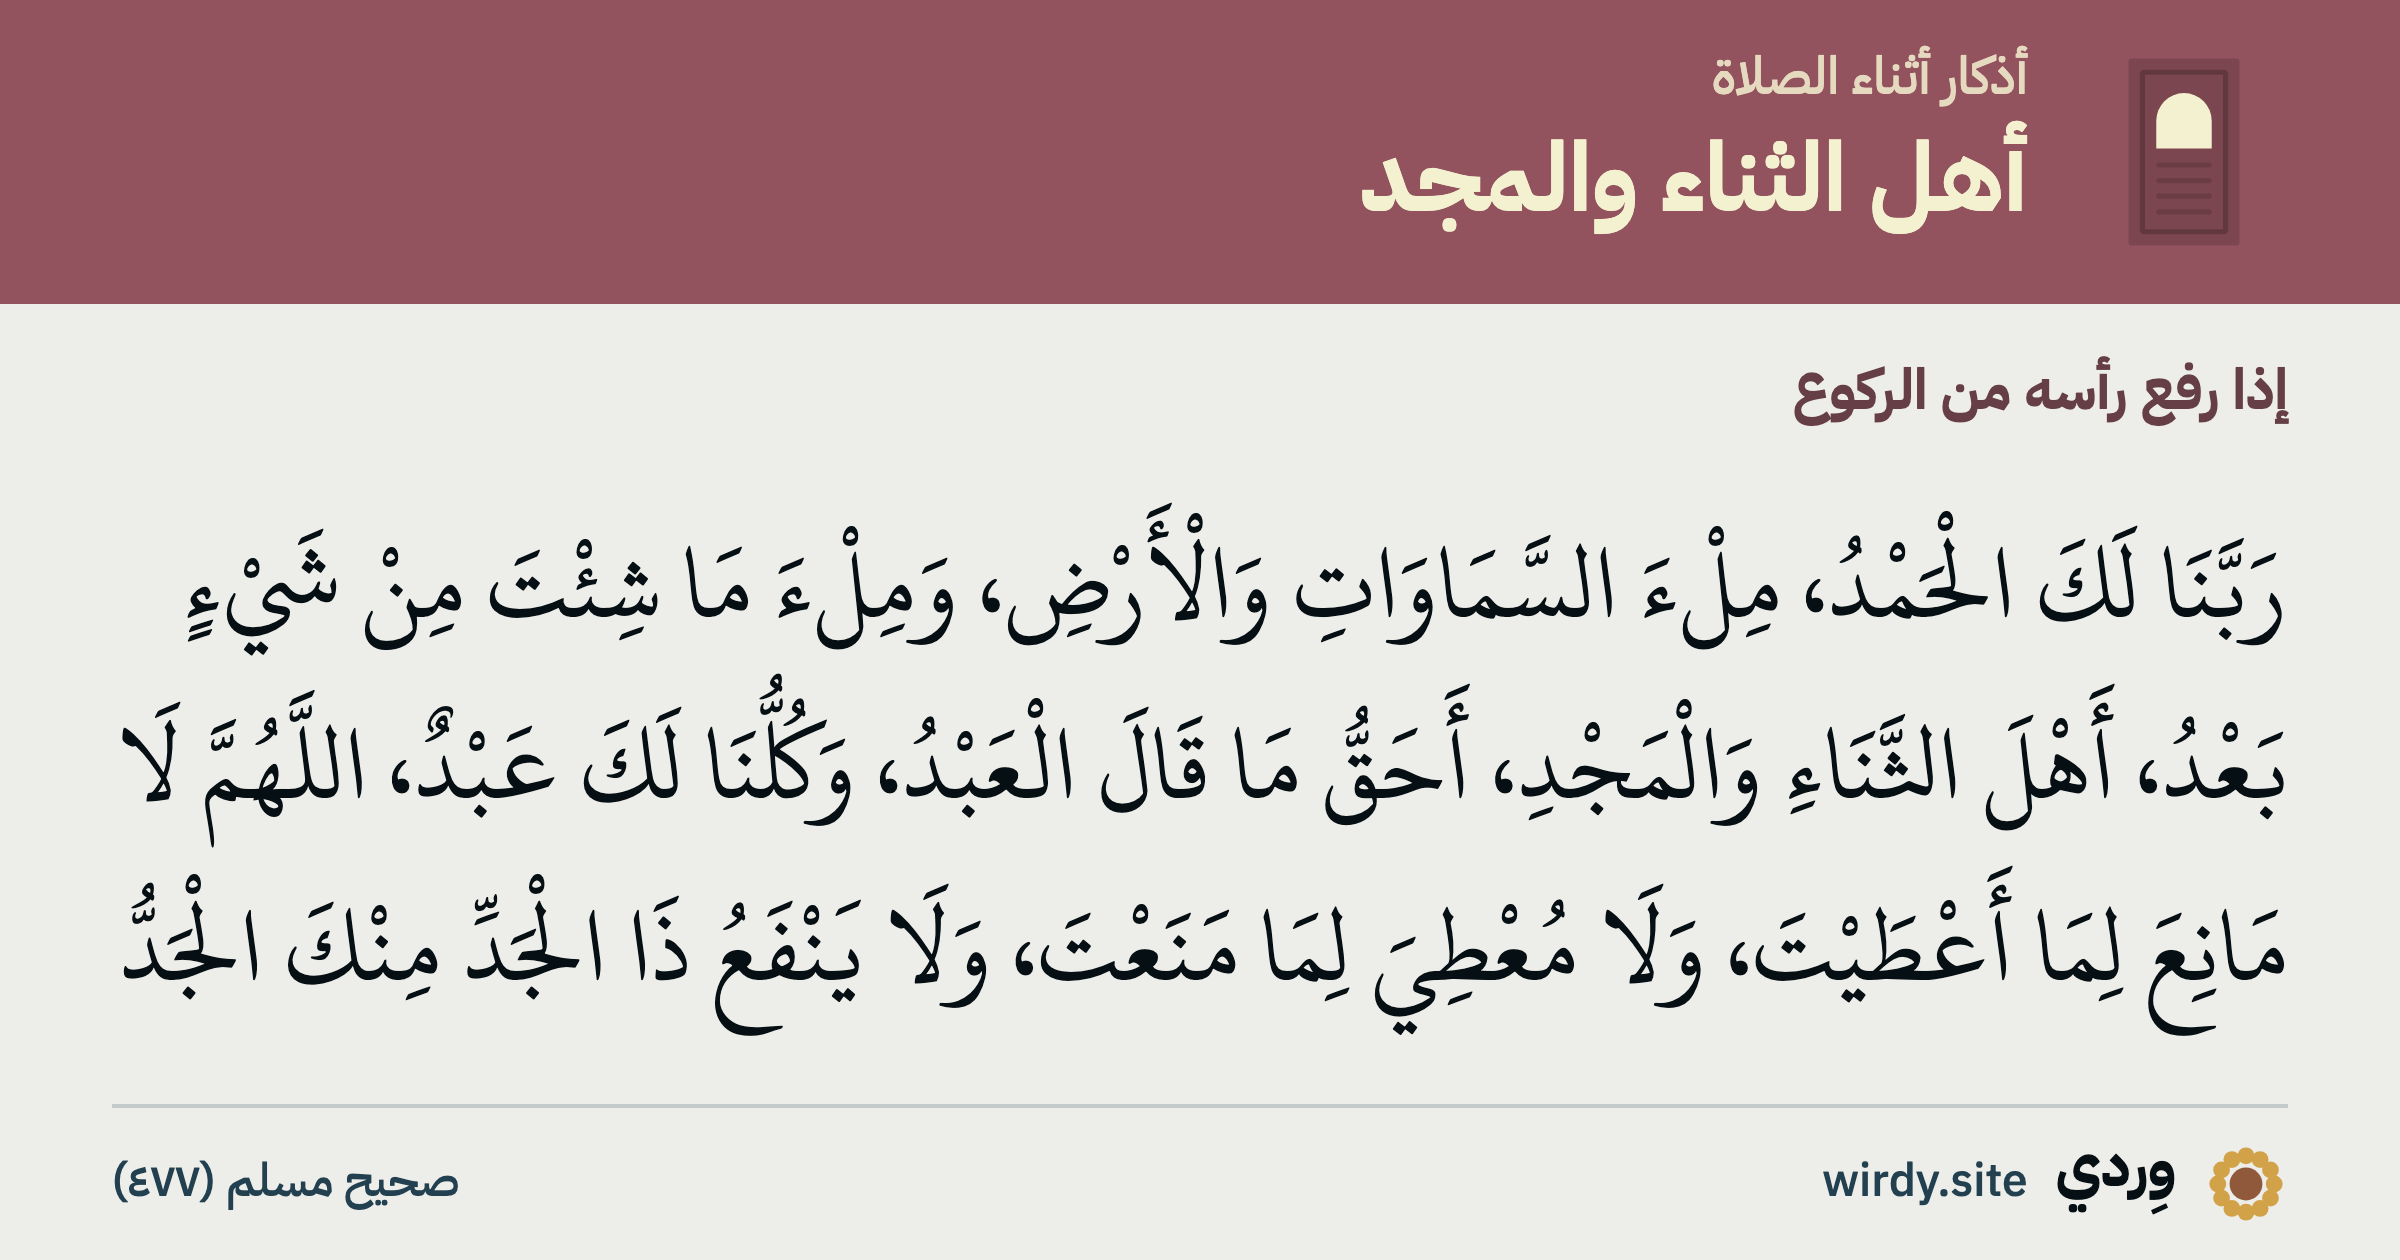 أذكار أثناء الصلاة
أهل الثناء والمجد
إذا رفع رأسه من الركوع
رَبَّنَا لَكَ الْحَمْدُ، مِلْءَ السَّمَاوَاتِ وَالْأَرْضِ، وَمِلْءَ مَا شِئْتَ مِنْ شَيْءٍ
بَعْدُ، أَهْلَ الثَّنَاءِ وَالْمَجْدِ، أَحَقُّ مَا قَالَ الْعَبْدُ، وَكُلُّنَا لَكَ عَبْدٌ، اللَّهُمَّ لَا
مَانِعَ لِمَا أَعْطَيْتَ، وَلَا مُعْطِيَ لِمَا مَنَعْتَ، وَلَا يَنْفَعُ ذَا الْجَدِّ مِنْكَ الْجَدُّ
وِردي wirdy.site
صحيح مسلم (٤٧٧)